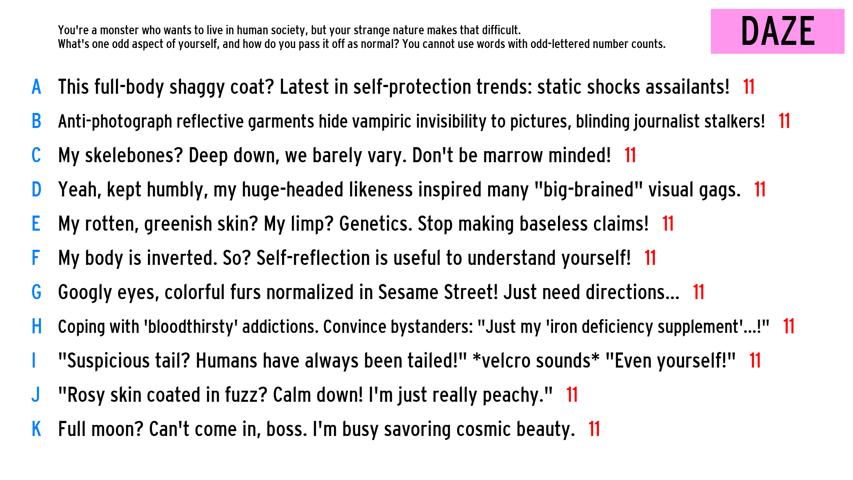 You're a monster who wants to live in human society, but your strange nature makes that difficult.
What's one odd aspect of yourself, and how do you pass it off as normal? You cannot use words with odd-lettered number counts.
DAZE
A This full-body shaggy coat? Latest in self-protection trends: static shocks assailants! 11
B Anti-photograph reflective garments hide vampiric invisibility to pictures, blinding journalist stalkers! 11
C My skelebones? Deep down, we barely vary. Don't be marrow minded! 11
D Yeah, kept humbly, my huge-headed likeness inspired many "big-brained" visual gags. 11
E My rotten, greenish skin? My limp? Genetics. Stop making baseless claims! 11
F My body is inverted. So? Self-reflection is useful to understand yourself! 11
G Googly eyes, colorful furs normalized in Sesame Street! Just need directions... 11
H Coping with 'bloodthirsty' addictions. Convince bystanders: "Just my 'iron deficiency supplement'...!" 11
I "Suspicious tail? Humans have always been tailed!" *velcro sounds* "Even yourself!" 11
J "Rosy skin coated in fuzz? Calm down! I'm just really peachy." 11
K Full moon? Can't come in, boss. I'm busy savoring cosmic beauty. 11